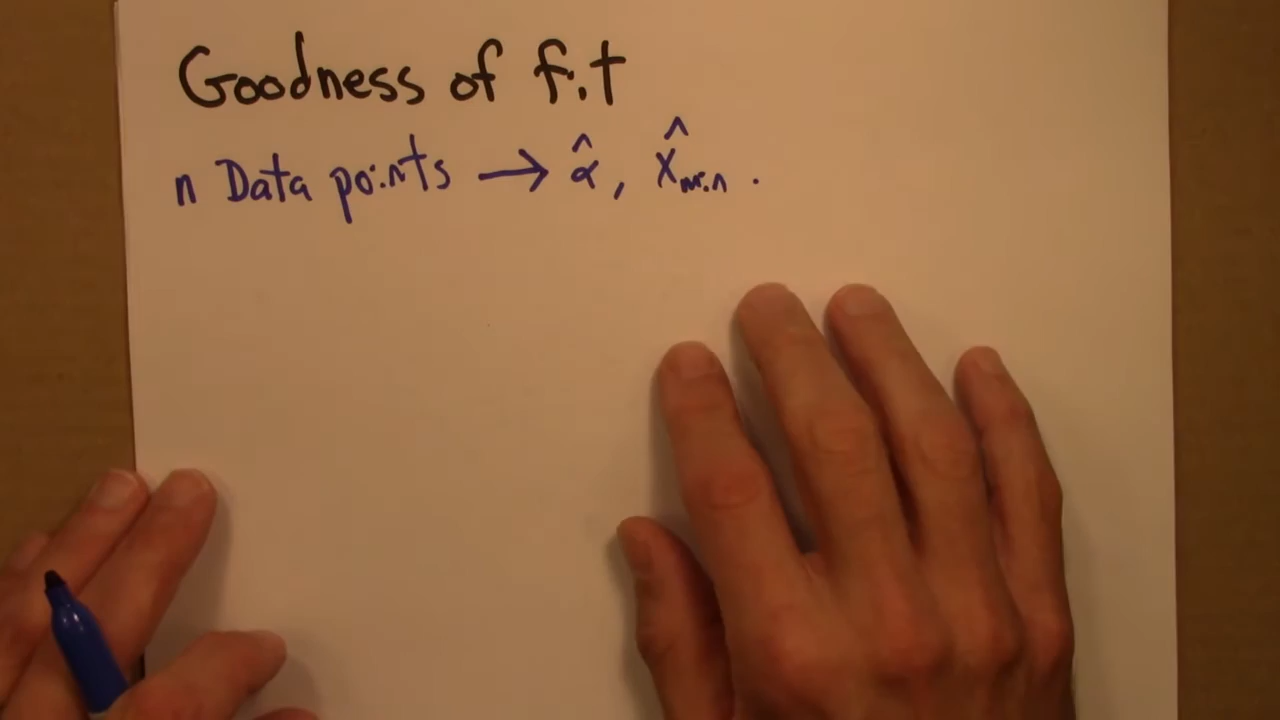 Goodness of fit
n Data points → α̂, x̂ₘᵢₙ.